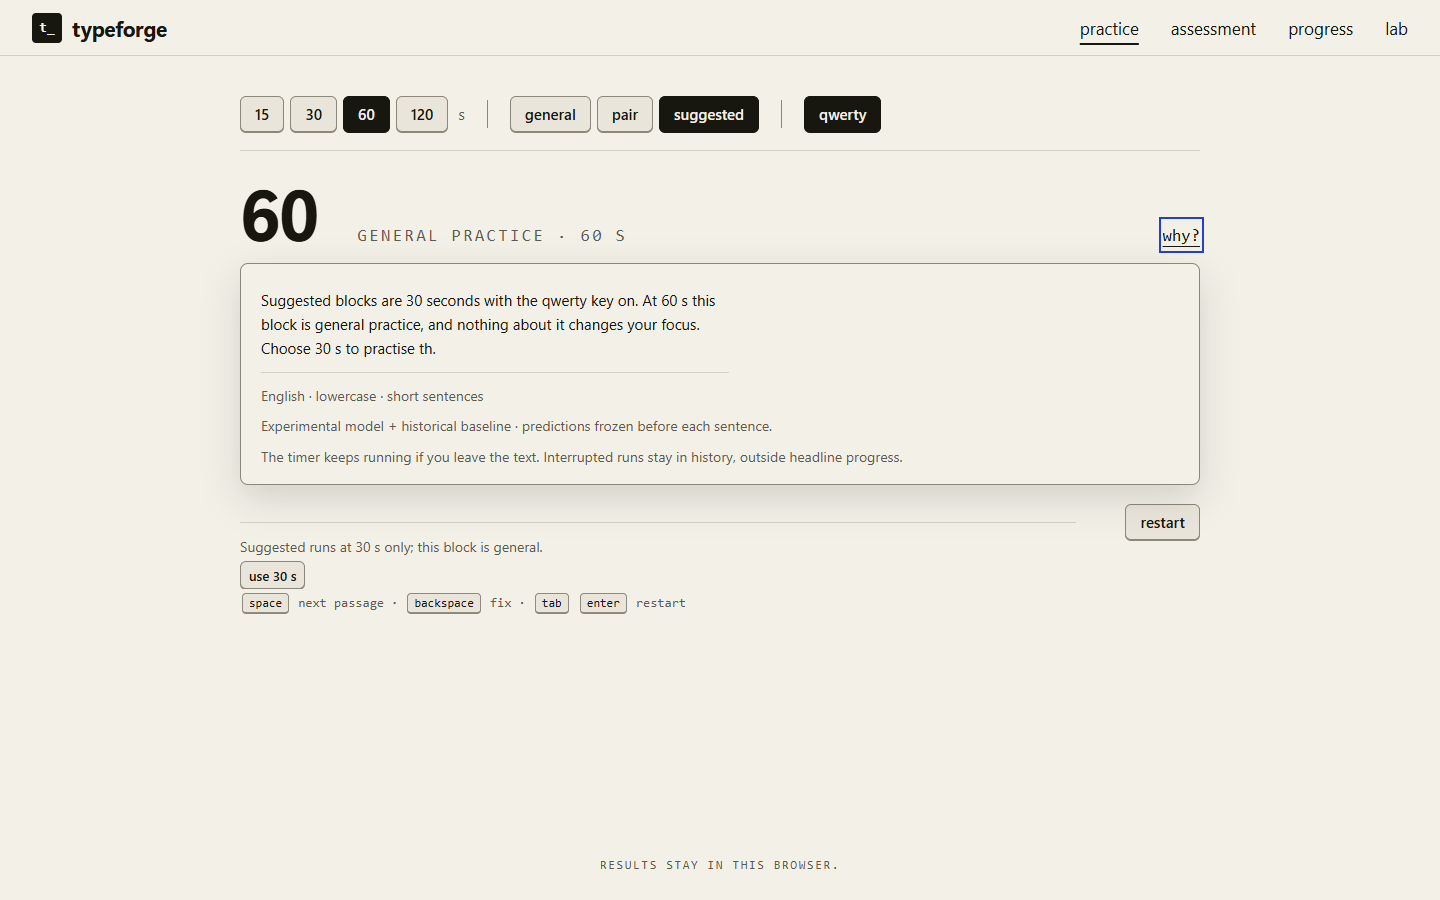 t_ typeforge practice assessment progress lab
15 30 60 120 s general pair suggested qwerty
60 GENERAL PRACTICE · 60 S why?
Suggested blocks are 30 seconds with the qwerty key on. At 60 s this
block is general practice, and nothing about it changes your focus.
Choose 30 s to practise th.
English · lowercase · short sentences
Experimental model + historical baseline · predictions frozen before each sentence.
The timer keeps running if you leave the text. Interrupted runs stay in history, outside headline progress.
restart
Suggested runs at 30 s only; this block is general.
use 30 s
space next passage · backspace fix · tab enter restart
RESULTS STAY IN THIS BROWSER.